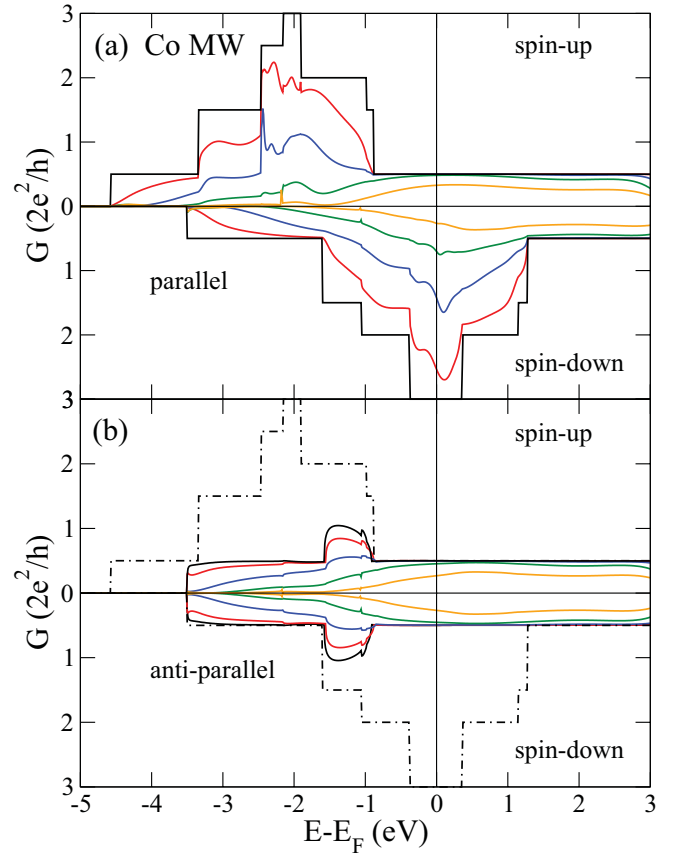 3
(a) Co MW
spin-up
2
1
0
G (2e²/h)
1
parallel
2
spin-down
3
(b)
spin-up
2
1
0
G (2e²/h)
1
anti-parallel
2
spin-down
3
-5 -4 -3 -2 -1 0 1 2 3
E-E_F (eV)